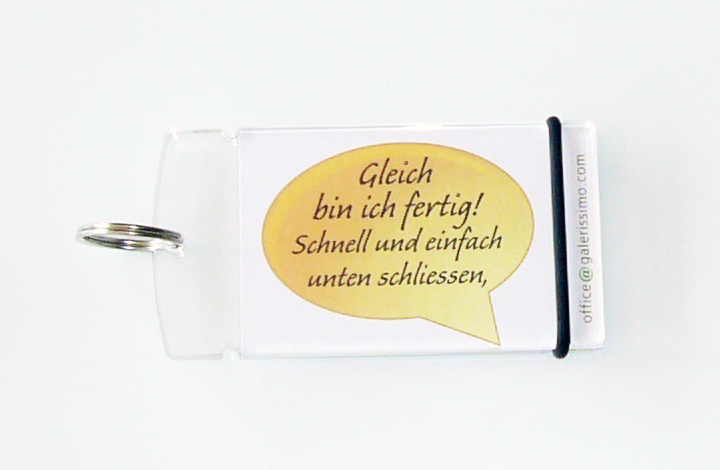 Gleich
bin ich fertig!
Schnell und einfach
unten schliessen,
office@galerissimo.com